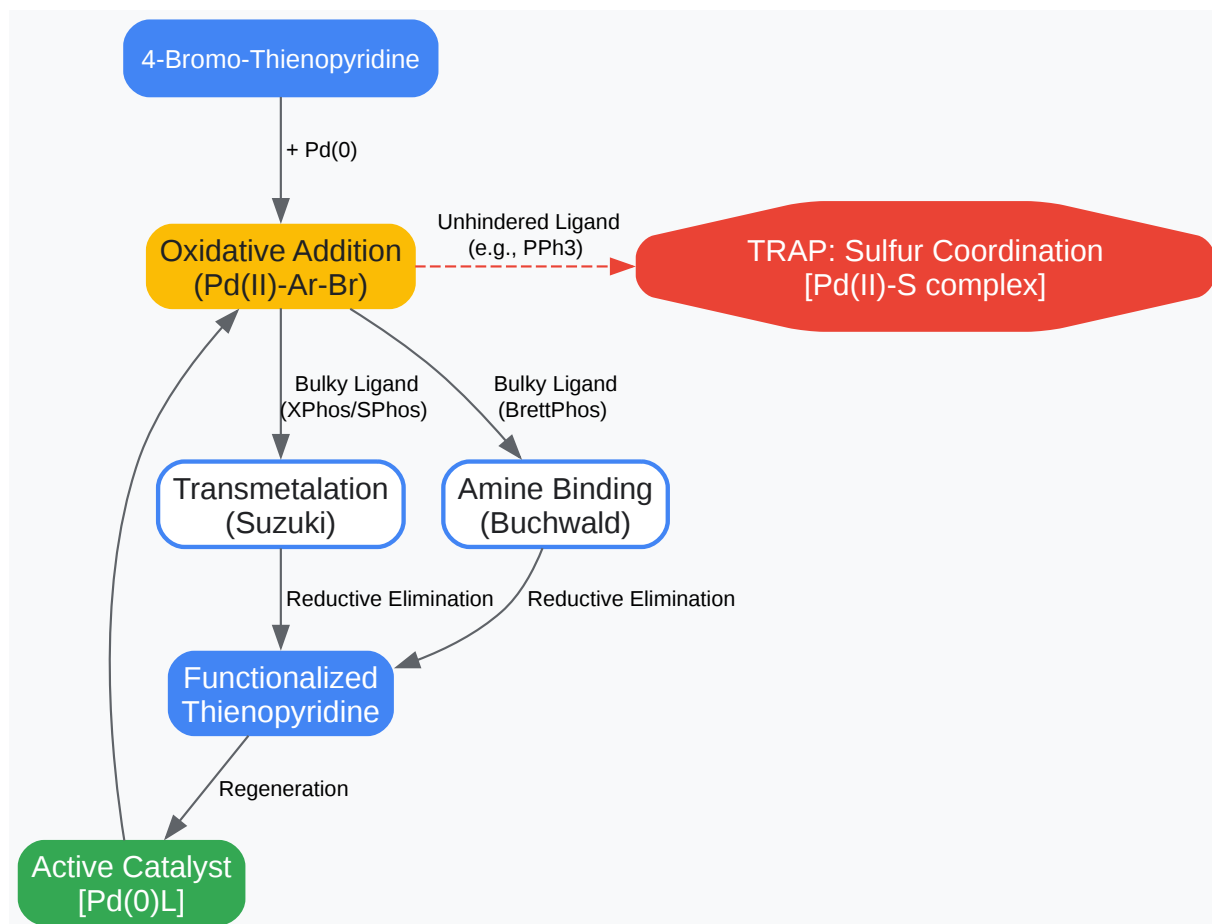 4-Bromo-Thienopyridine
+ Pd(0)
Oxidative Addition
(Pd(II)-Ar-Br)
Unhindered Ligand
(e.g., PPh3)
TRAP: Sulfur Coordination
[Pd(II)-S complex]
Bulky Ligand
(XPhos/SPhos)
Bulky Ligand
(BrettPhos)
Transmetalation
(Suzuki)
Amine Binding
(Buchwald)
Reductive Elimination
Reductive Elimination
Functionalized
Thienopyridine
Regeneration
Active Catalyst
[Pd(0)L]